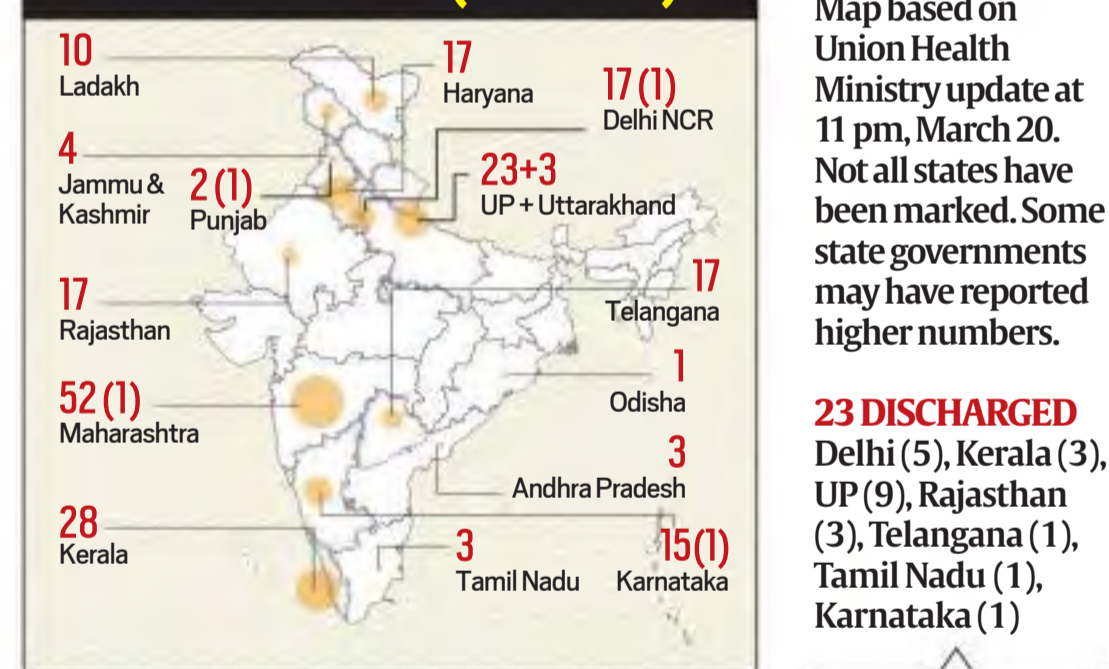 10
Ladakh
17
Haryana
17 (1)
Delhi NCR
4
Jammu &
Kashmir
2 (1)
Punjab
23+3
UP + Uttarakhand
17
Rajasthan
17
Telangana
52 (1)
Maharashtra
1
Odisha
3
Andhra Pradesh
28
Kerala
3
Tamil Nadu
15(1)
Karnataka
Map based on
Union Health
Ministry update at
11 pm, March 20.
Not all states have
been marked. Some
state governments
may have reported
higher numbers.
23 DISCHARGED
Delhi (5), Kerala (3),
UP (9), Rajasthan
(3), Telangana (1),
Tamil Nadu (1),
Karnataka (1)